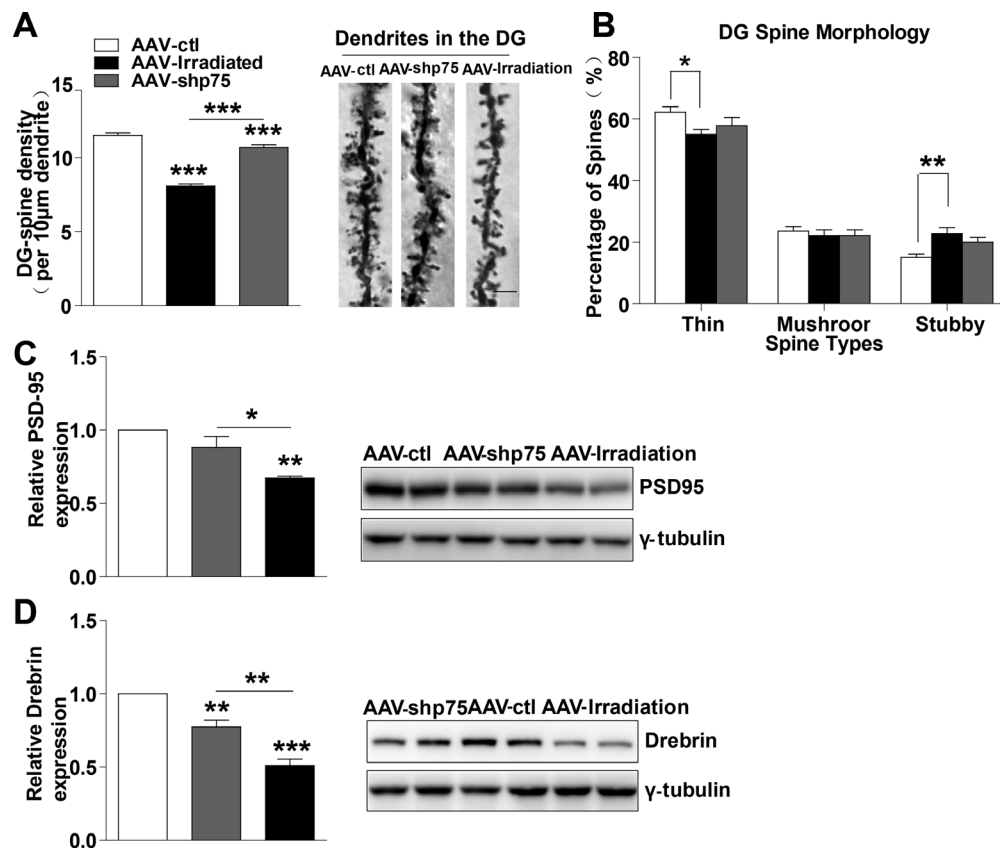 A
AAV-ctl
AAV-Irradiated
AAV-shp75
DG-spine density
（per 10μm dendrite）
15
10
5
0
***
***
***
Dendrites in the DG
AAV-ctl AAV-shp75 AAV-Irradiation
B
DG Spine Morphology
Percentage of Spines（%）
80
60
40
20
0
*
**
Thin
Mushroor
Stubby
Spine Types
C
Relative PSD-95
expression
1.5
1.0
0.5
0.0
*
**
AAV-ctl AAV-shp75 AAV-Irradiation
PSD95
γ-tubulin
D
Relative Drebrin
expression
1.5
1.0
0.5
0.0
**
**
***
AAV-shp75AAV-ctl AAV-Irradiation
Drebrin
γ-tubulin